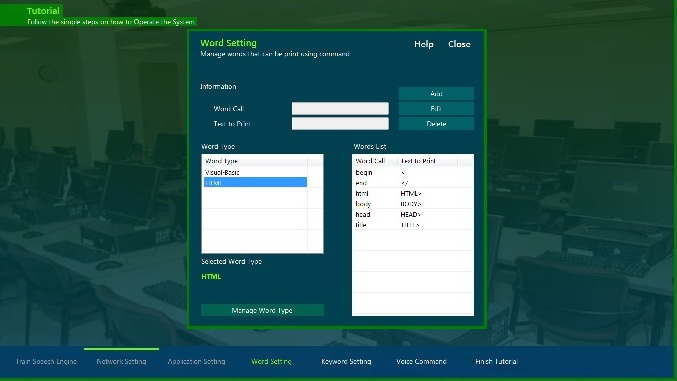 Tutorial
Follow the simple steps on how to Operate the System
Word Setting
Manage words that can be print using command
Help Close
Information
Word Call
Text to Print
Add
Edit
Delete
Word Type
Word Type
Visual-Basic
HTML
Selected Word Type
HTML
Manage Word Type
Words List
Word Call Text to Print
begin <
end </
html HTML>
body BODY>
head HEAD>
title TITLE>
Train Speech Engine Network Setting Application Setting Word Setting Keyword Setting Voice Command Finish Tutorial